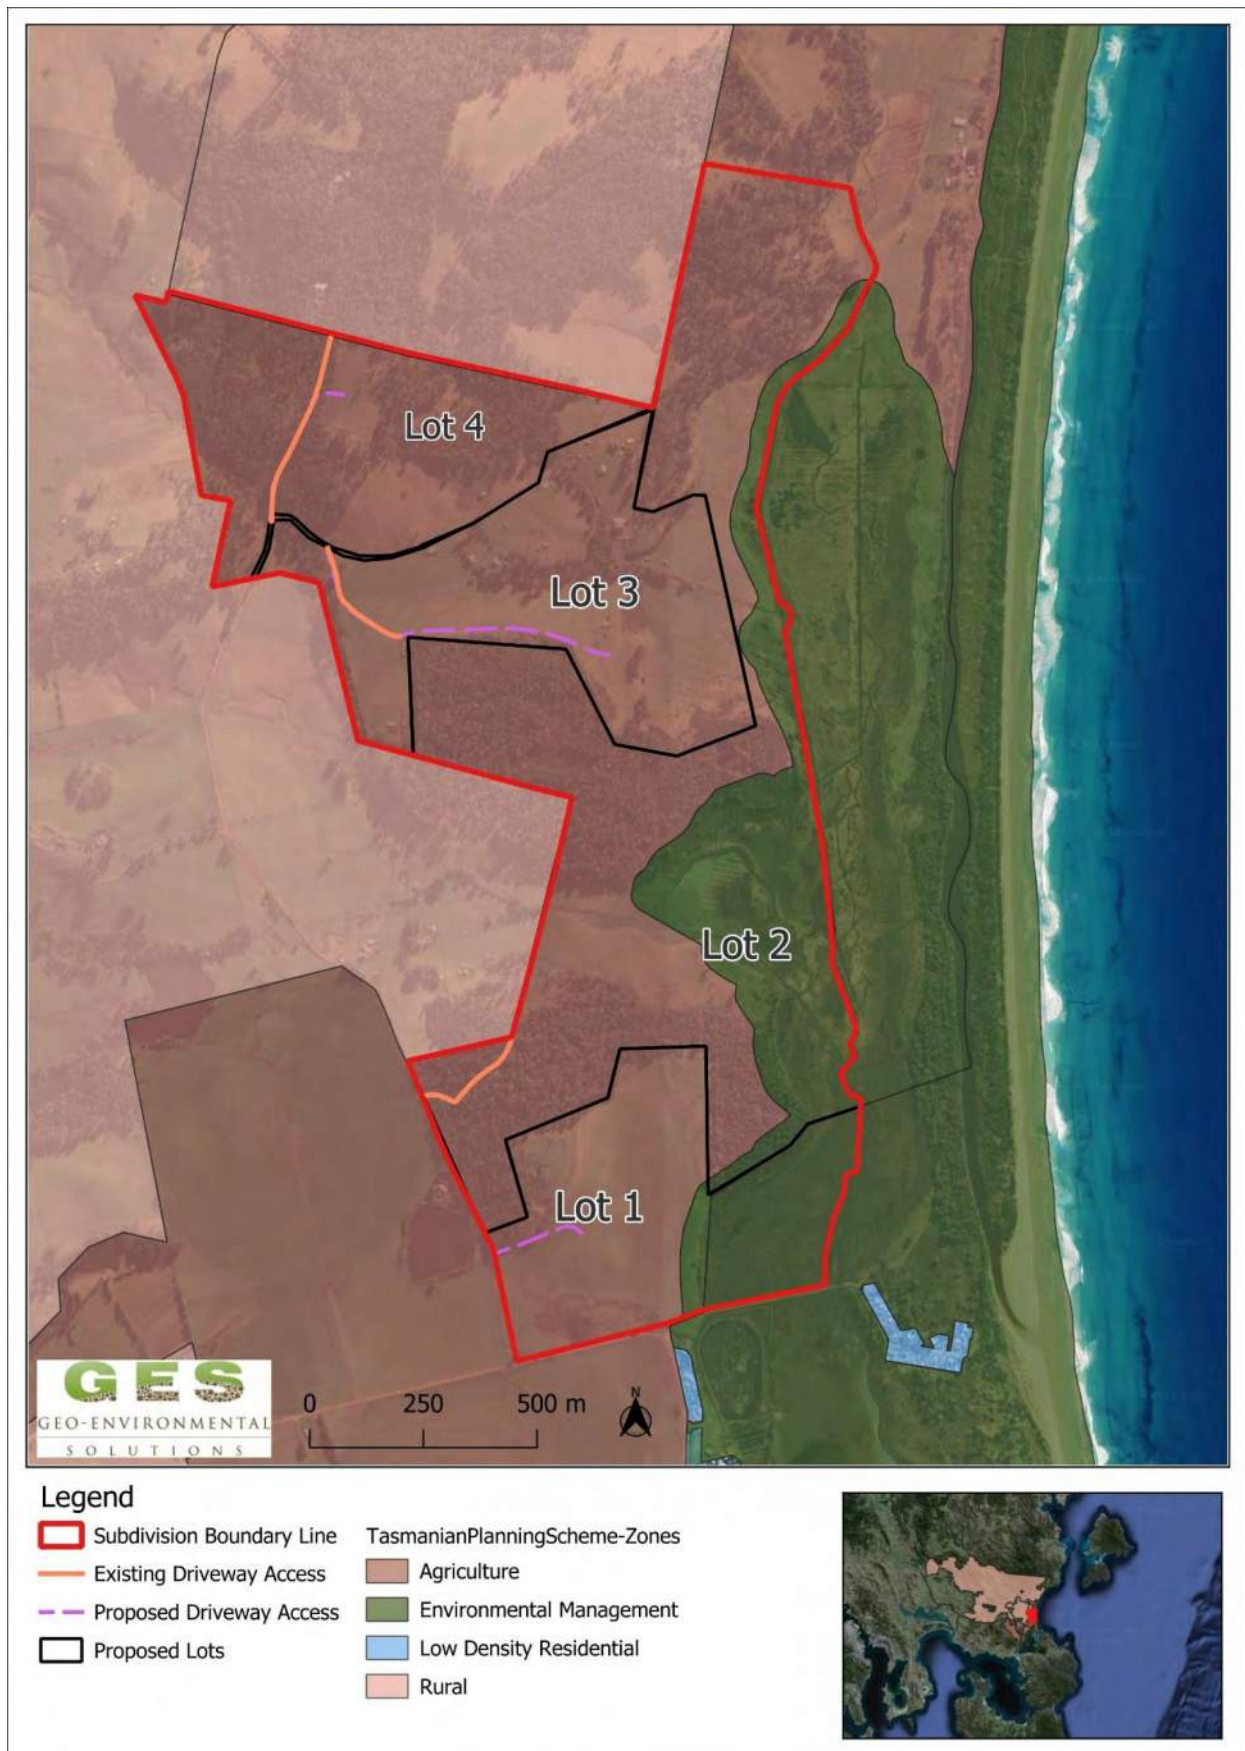 Lot 4
Lot 3
Lot 2
Lot 1
GES
GEO-ENVIRONMENTAL
SOLUTIONS
0 250 500 m
N
Legend
Subdivision Boundary Line
Existing Driveway Access
Proposed Driveway Access
Proposed Lots
TasmanianPlanningScheme-Zones
Agriculture
Environmental Management
Low Density Residential
Rural